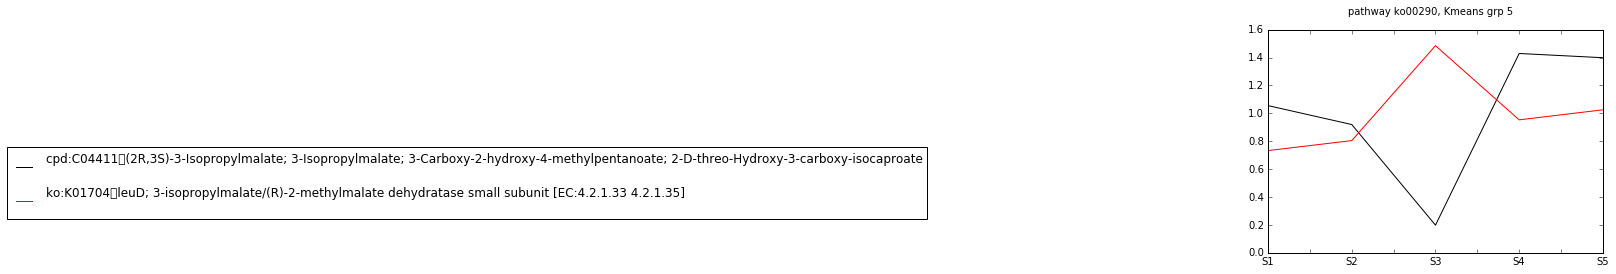 pathway ko00290, Kmeans grp 5
cpd:C04411▯(2R,3S)-3-Isopropylmalate; 3-Isopropylmalate; 3-Carboxy-2-hydroxy-4-methylpentanoate; 2-D-threo-Hydroxy-3-carboxy-isocaproate
ko:K01704▯leuD; 3-isopropylmalate/(R)-2-methylmalate dehydratase small subunit [EC:4.2.1.33 4.2.1.35]
1.6
1.4
1.2
1.0
0.8
0.6
0.4
0.2
0.0
S1 S2 S3 S4 S5